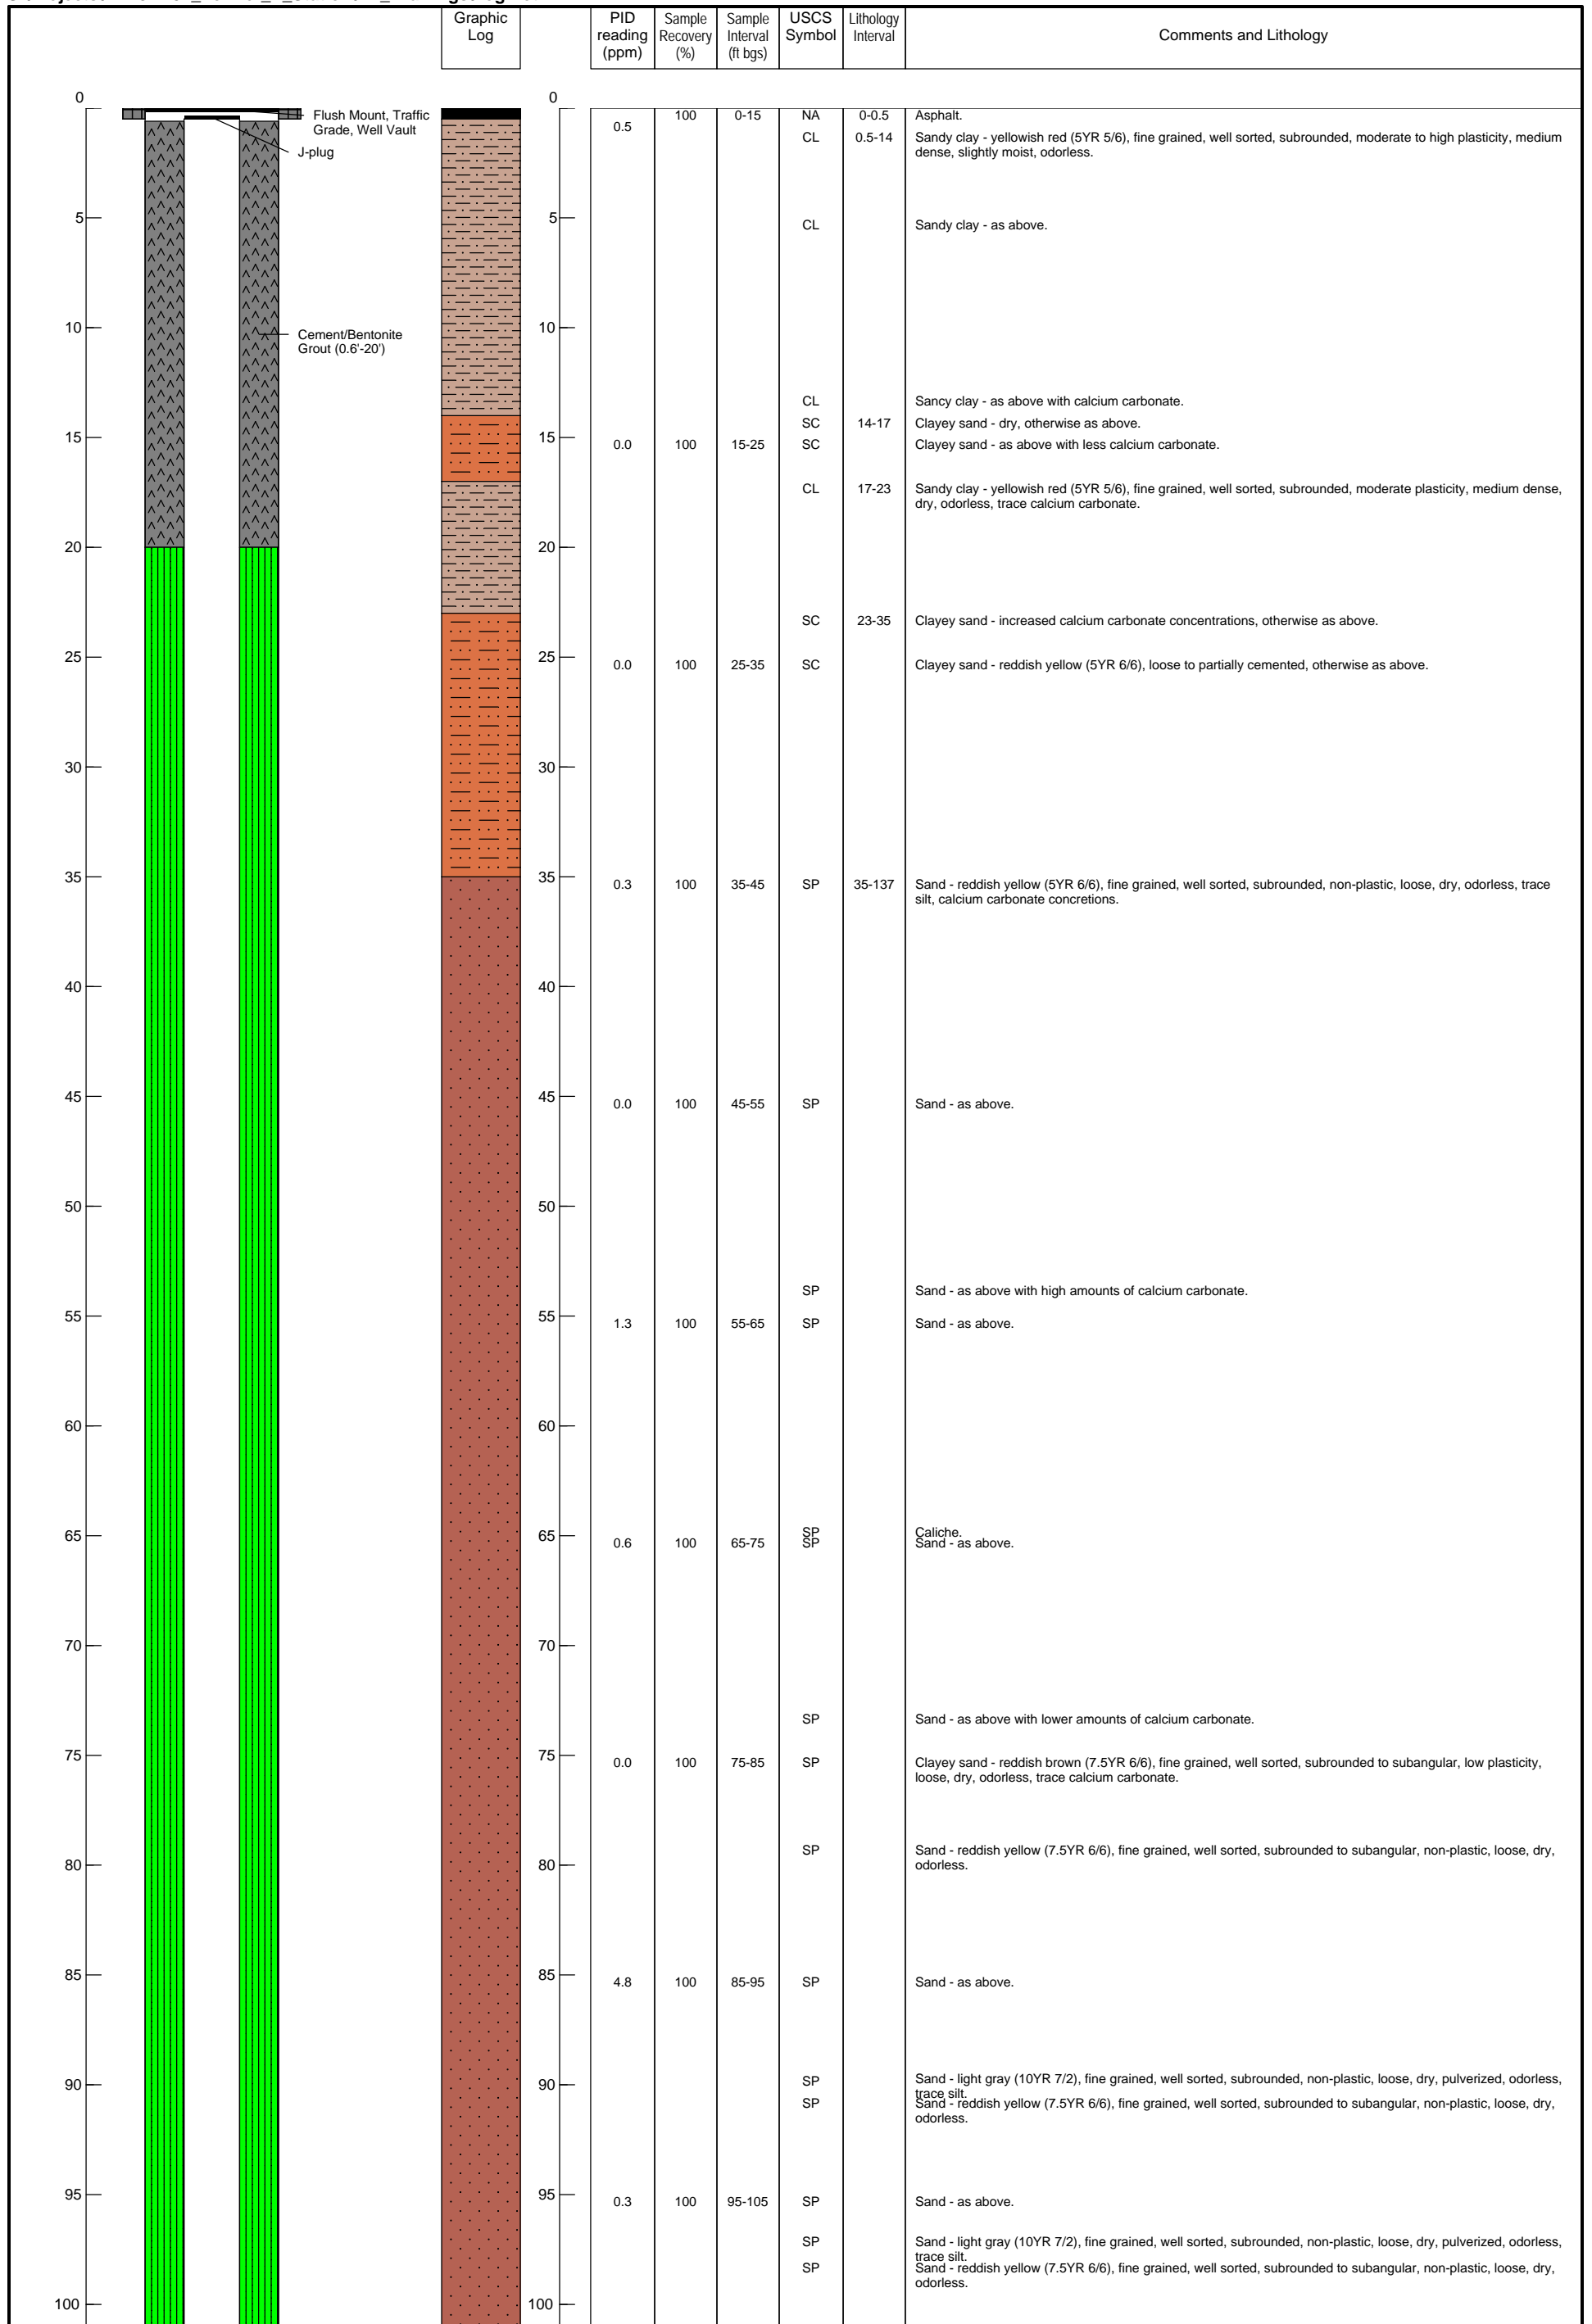 Graphic
Log
PID
reading
(ppm)
Sample
Recovery
(%)
Sample
Interval
(ft bgs)
USCS
Symbol
Lithology
Interval
Comments and Lithology
0 0
Flush Mount, Traffic
Grade, Well Vault
J-plug
100 0-15 NA 0-0.5 Asphalt.
0.5
CL 0.5-14 Sandy clay - yellowish red (5YR 5/6), fine grained, well sorted, subrounded, moderate to high plasticity, medium
dense, slightly moist, odorless.
5 5
CL Sandy clay - as above.
10 10
Cement/Bentonite
Grout (0.6'-20')
CL Sancy clay - as above with calcium carbonate.
SC 14-17 Clayey sand - dry, otherwise as above.
15 15 0.0 100 15-25 SC Clayey sand - as above with less calcium carbonate.
CL 17-23 Sandy clay - yellowish red (5YR 5/6), fine grained, well sorted, subrounded, moderate plasticity, medium dense,
dry, odorless, trace calcium carbonate.
20 20
SC 23-35 Clayey sand - increased calcium carbonate concentrations, otherwise as above.
25 25 0.0 100 25-35 SC Clayey sand - reddish yellow (5YR 6/6), loose to partially cemented, otherwise as above.
30 30
35 35 0.3 100 35-45 SP 35-137 Sand - reddish yellow (5YR 6/6), fine grained, well sorted, subrounded, non-plastic, loose, dry, odorless, trace
silt, calcium carbonate concretions.
40 40
45 45 0.0 100 45-55 SP Sand - as above.
50 50
SP Sand - as above with high amounts of calcium carbonate.
55 55 1.3 100 55-65 SP Sand - as above.
60 60
SP Caliche.
65 65 0.6 100 65-75 SP Sand - as above.
70 70
SP Sand - as above with lower amounts of calcium carbonate.
75 75 0.0 100 75-85 SP Clayey sand - reddish brown (7.5YR 6/6), fine grained, well sorted, subrounded to subangular, low plasticity,
loose, dry, odorless, trace calcium carbonate.
SP Sand - reddish yellow (7.5YR 6/6), fine grained, well sorted, subrounded to subangular, non-plastic, loose, dry,
odorless.
80 80
85 85 4.8 100 85-95 SP Sand - as above.
90 90 SP Sand - light gray (10YR 7/2), fine grained, well sorted, subrounded, non-plastic, loose, dry, pulverized, odorless,
trace silt.
SP Sand - reddish yellow (7.5YR 6/6), fine grained, well sorted, subrounded to subangular, non-plastic, loose, dry,
odorless.
95 95 0.3 100 95-105 SP Sand - as above.
SP Sand - light gray (10YR 7/2), fine grained, well sorted, subrounded, non-plastic, loose, dry, pulverized, odorless,
trace silt.
SP Sand - reddish yellow (7.5YR 6/6), fine grained, well sorted, subrounded to subangular, non-plastic, loose, dry,
odorless.
100 100